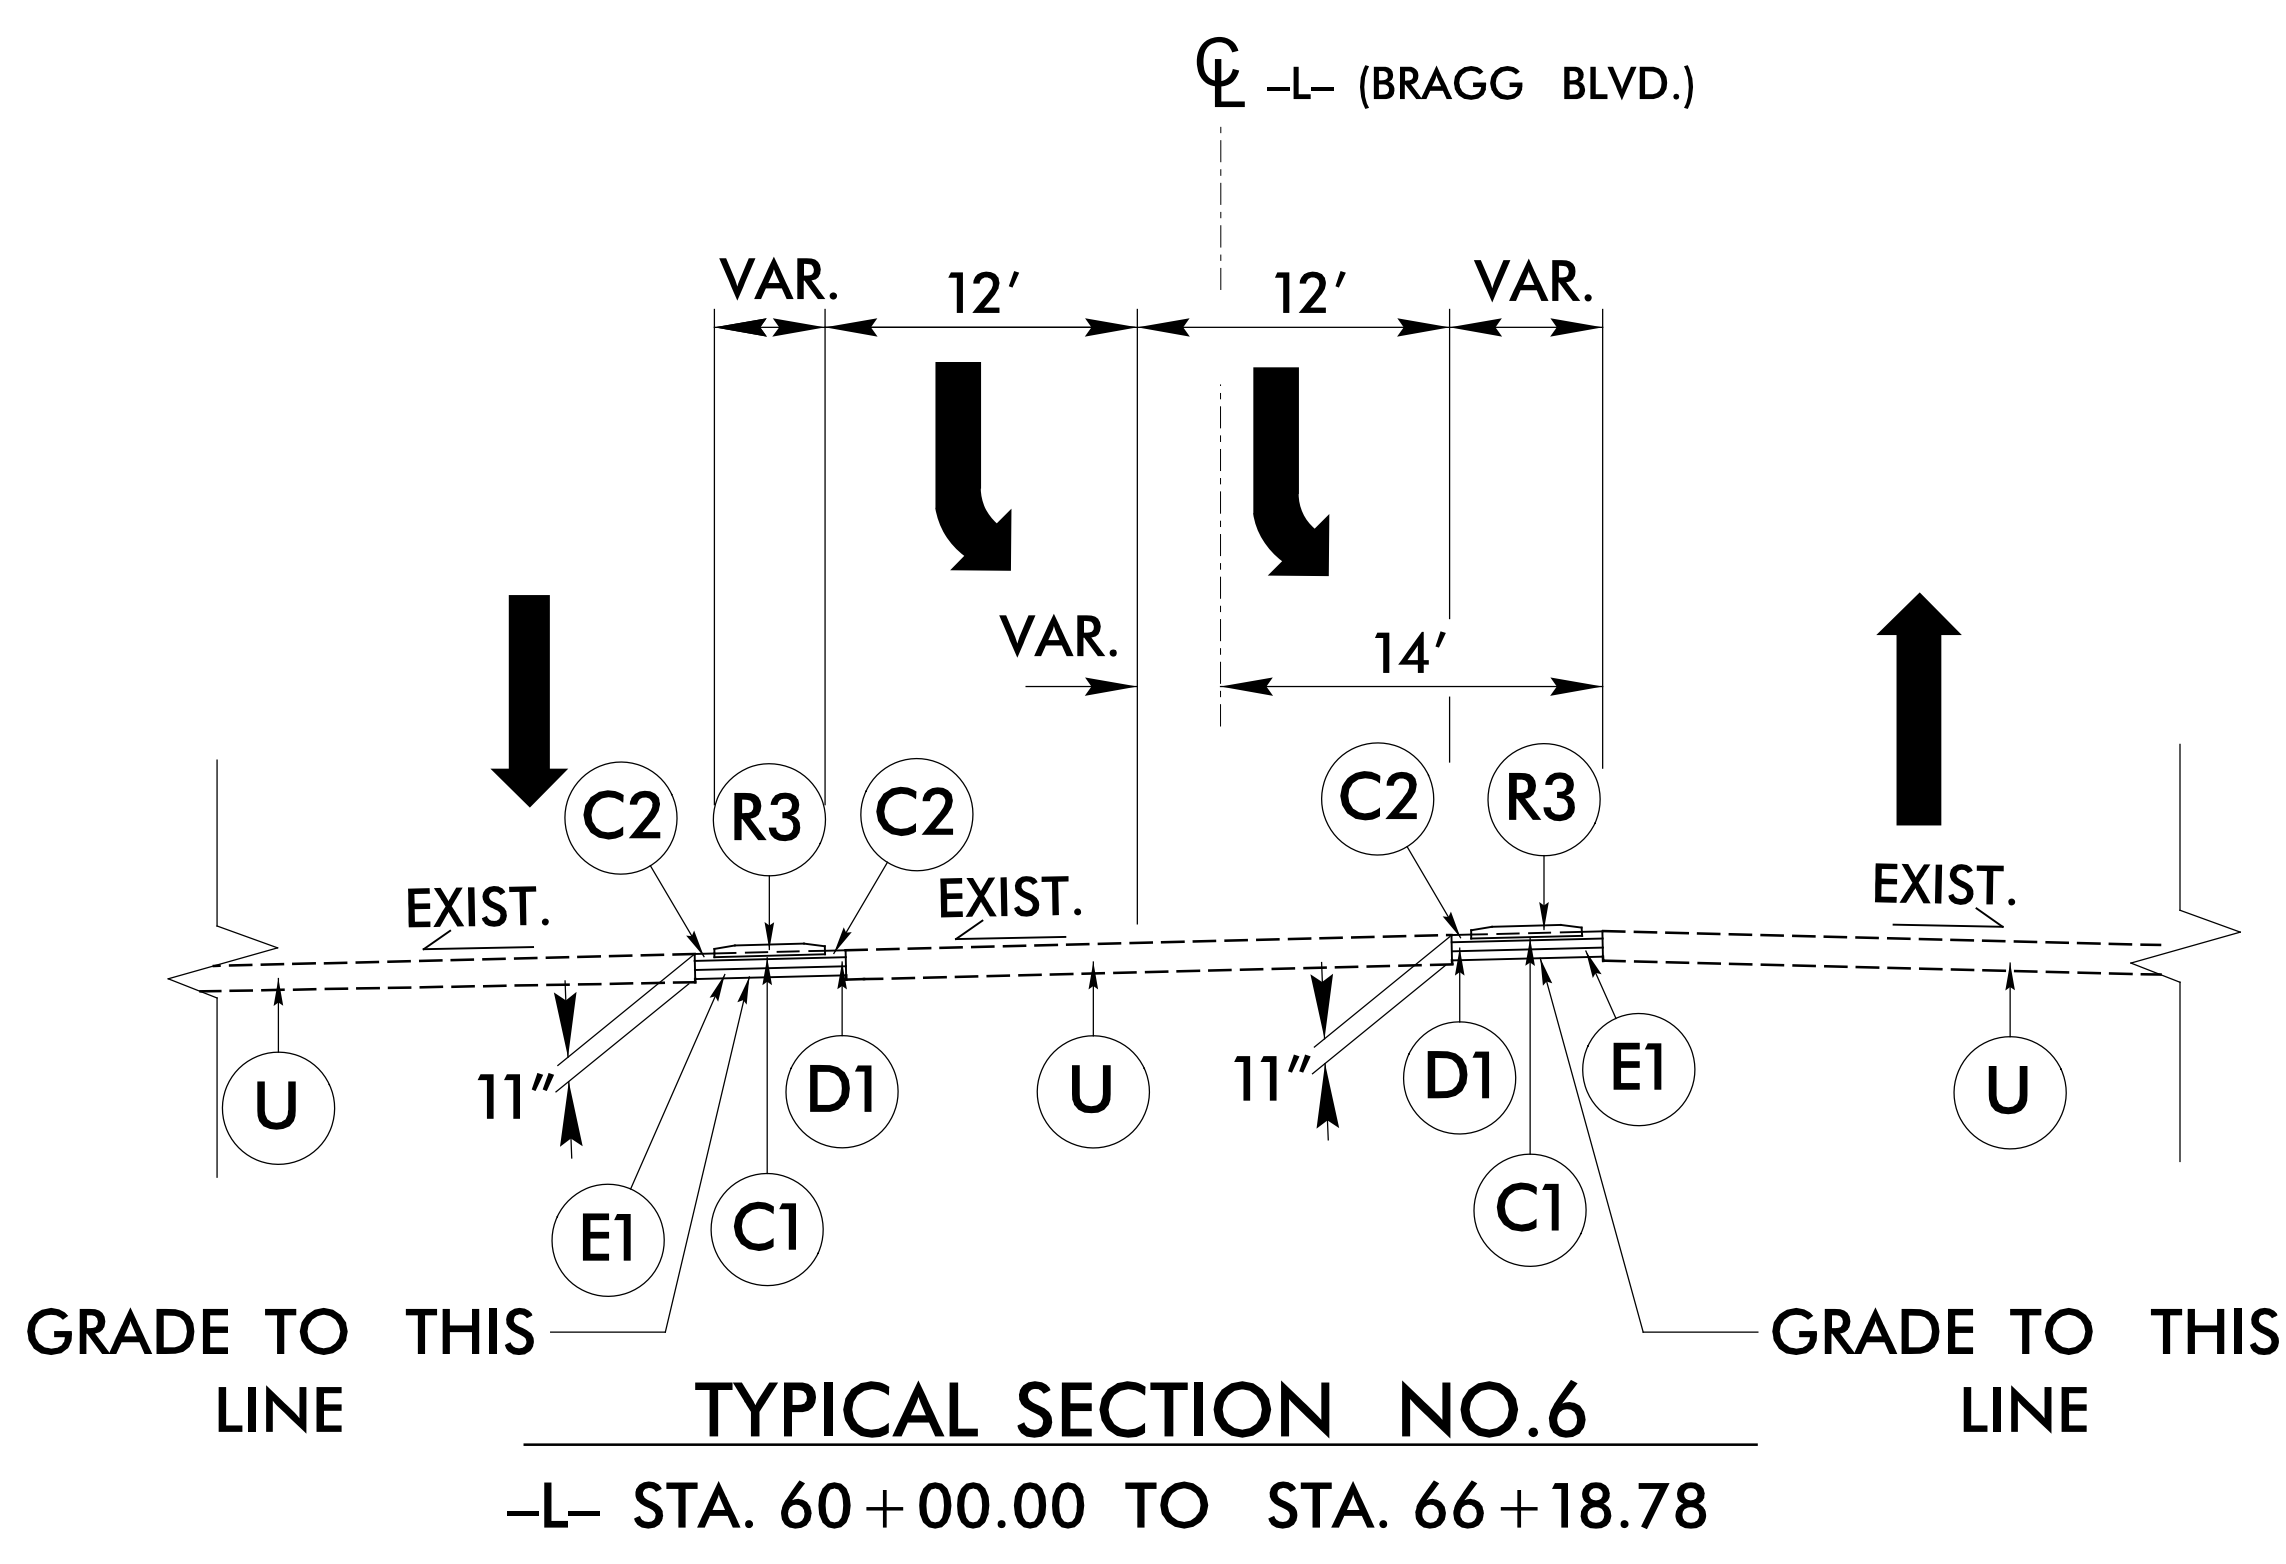 ℄ –L– (BRAGG BLVD.)
VAR. 12' 12' VAR.
VAR. 14'
C2 R3 C2 C2 R3
EXIST. EXIST. EXIST.
U 11" D1 U 11" D1 E1 U
E1 C1 C1
GRADE TO THIS
LINE
GRADE TO THIS
LINE
TYPICAL SECTION NO.6
–L– STA. 60+00.00 TO STA. 66+18.78